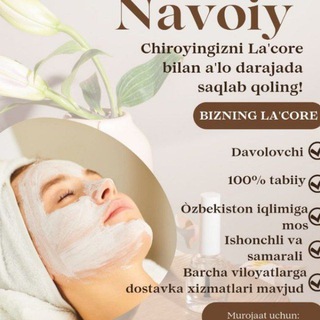 Navoiy
Chiroyingizni La'core
bilan a'lo darajada
saqlab qoling!
BIZNING LA'CORE
Davolovchi
100% tabiiy
Òzbekiston iqlimiga
mos
Ishonchli va
samarali
Barcha viloyatlarga
dostavka xizmatlari mavjud
Murojaat uchun: